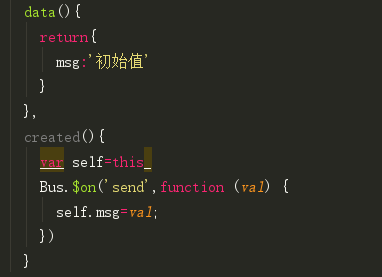 data(){
return{
msg:'初始值'
}
},
created(){
var self=this
Bus.$on('send',function (val) {
self.msg=val;
})
}